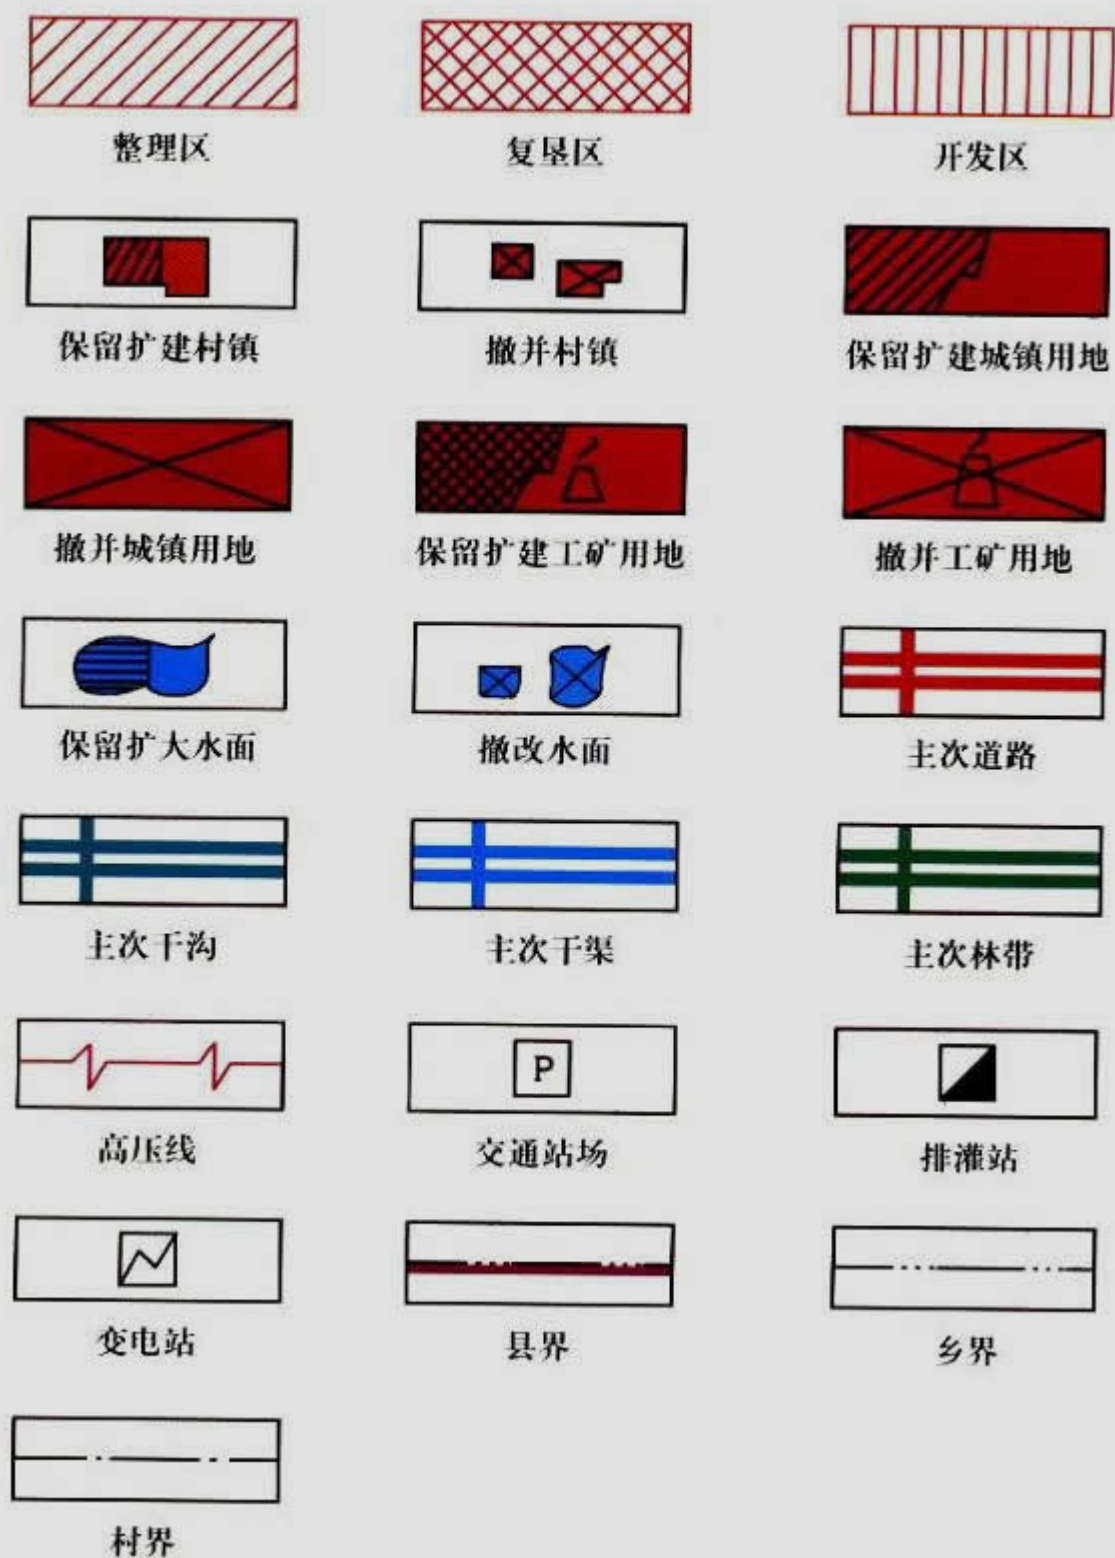 整理区
复垦区
开发区
保留扩建村镇
撤并村镇
保留扩建城镇用地
撤并城镇用地
保留扩建工矿用地
撤并工矿用地
保留扩大水面
撤改水面
主次道路
主次干沟
主次干渠
主次林带
高压线
P
交通站场
排灌站
变电站
县界
乡界
村界